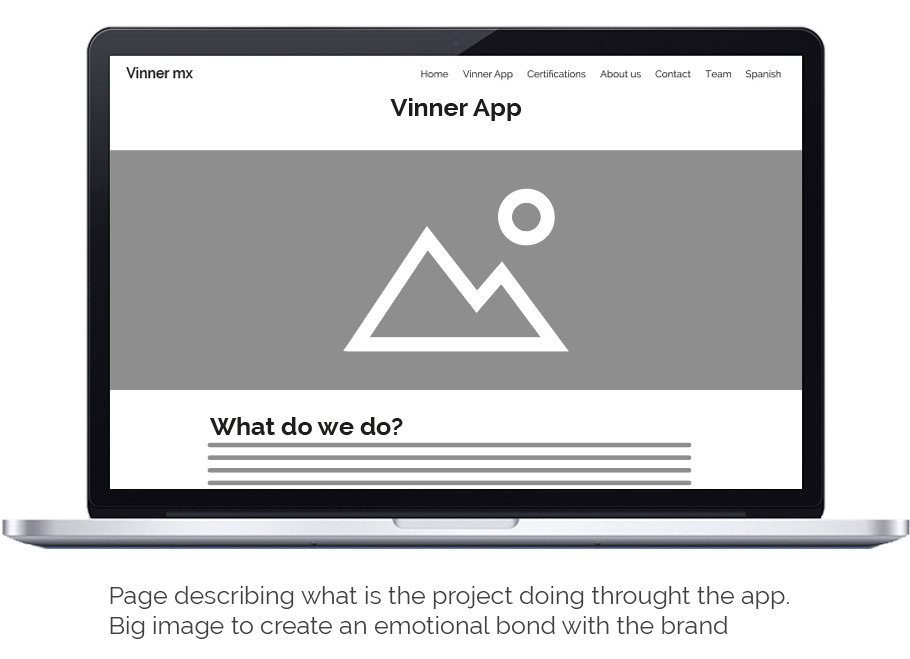 Vinner mx
Home Vinner App Certifications About us Contact Team Spanish
Vinner App
What do we do?
Page describing what is the project doing throught the app.
Big image to create an emotional bond with the brand